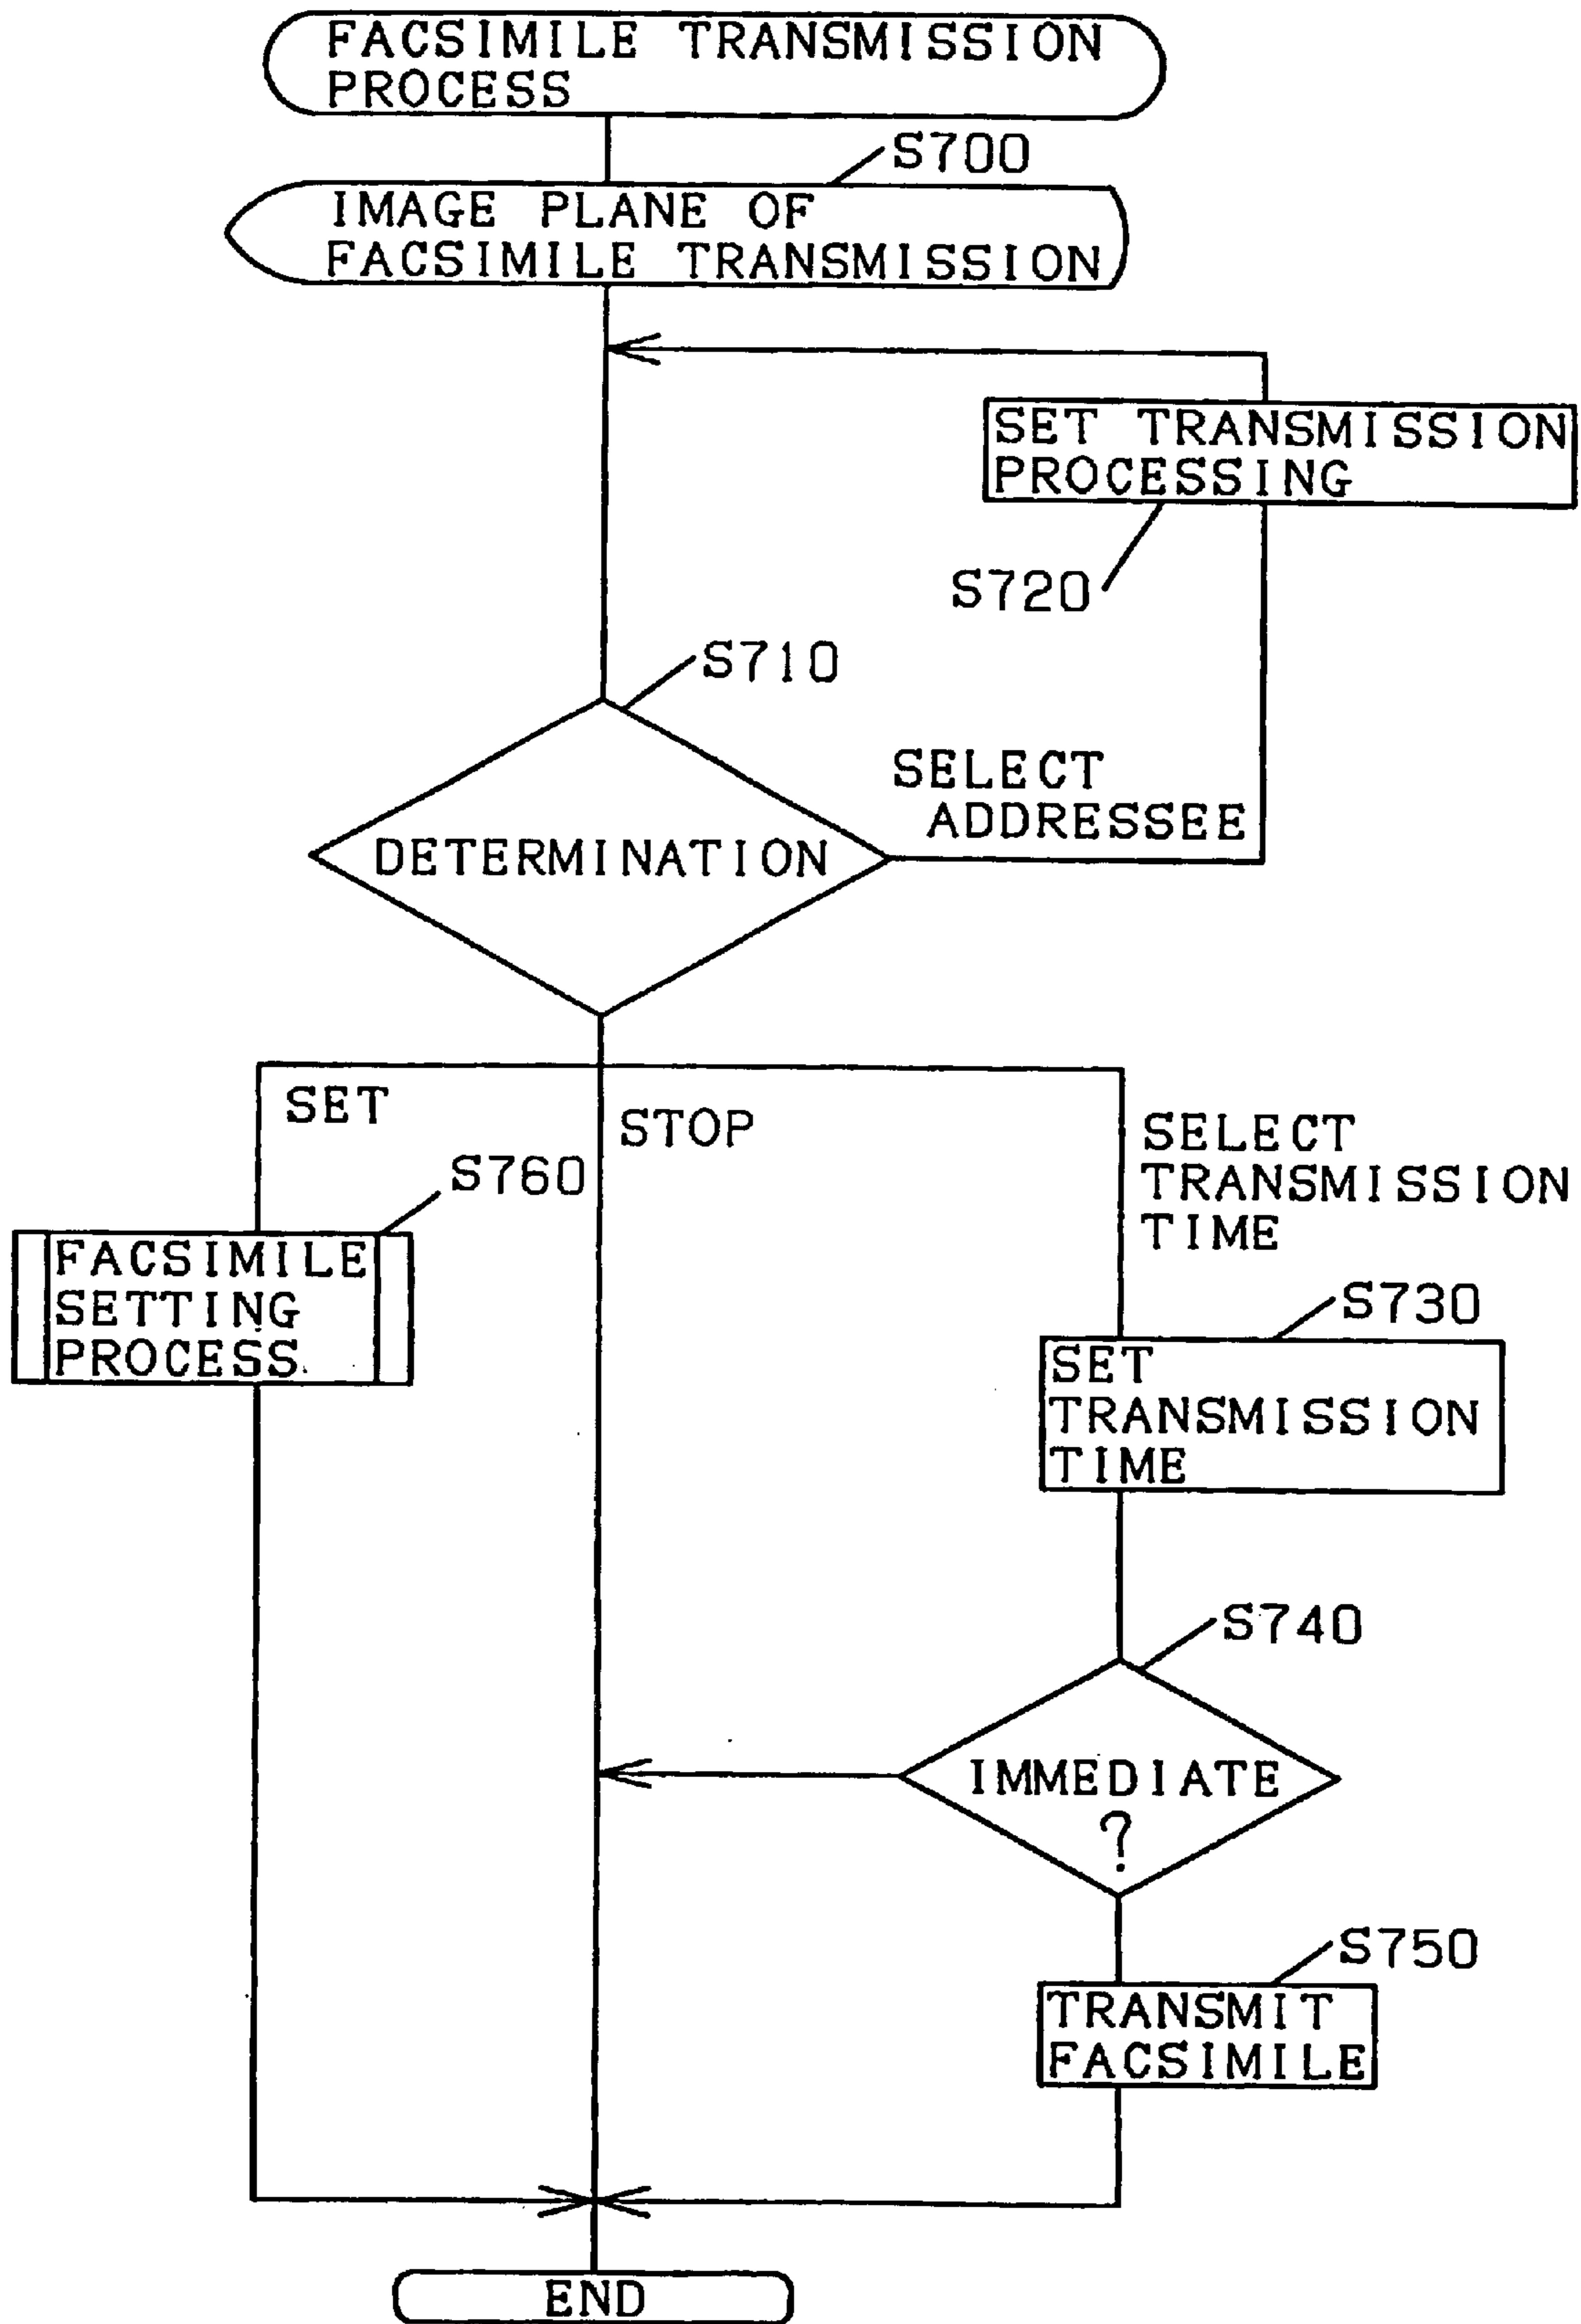 FACSIMILE TRANSMISSION
PROCESS
S700
IMAGE PLANE OF
FACSIMILE TRANSMISSION
SET TRANSMISSION
PROCESSING
S720
S710
SELECT
ADDRESSEE
DETERMINATION
SET
STOP
SELECT
TRANSMISSION
TIME
S760
FACSIMILE
SETTING
PROCESS
S730
SET
TRANSMISSION
TIME
S740
IMMEDIATE
?
S750
TRANSMIT
FACSIMILE
END